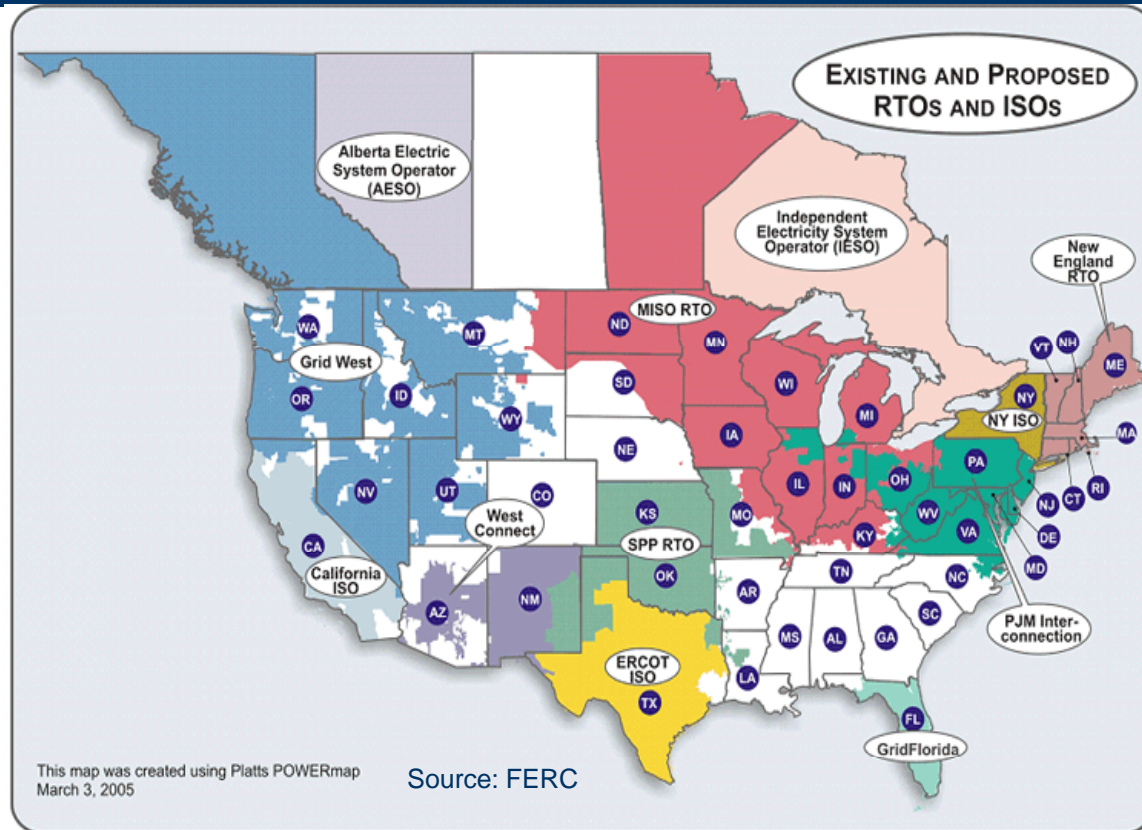 EXISTING AND PROPOSED
RTOS AND ISOS
Alberta Electric
System Operator
(AESO)
Independent
Electricity System
Operator (IESO)
New
England
RTO
MISO RTO
WA
MT
ND
MN
VT
NH
ME
Grid West
OR
ID
WY
SD
WI
MI
NY
NY ISO
MA
IA
NE
PA
NV
UT
CO
IL
IN
OH
WV
NJ
CT
RI
West
Connect
KS
MO
KY
VA
DE
MD
CA
California
ISO
SPP RTO
OK
TN
NC
AZ
NM
AR
SC
PJM Inter-
connection
MS
AL
GA
ERCOT
ISO
TX
LA
FL
GridFlorida
This map was created using Platts POWERmap
March 3, 2005
Source: FERC